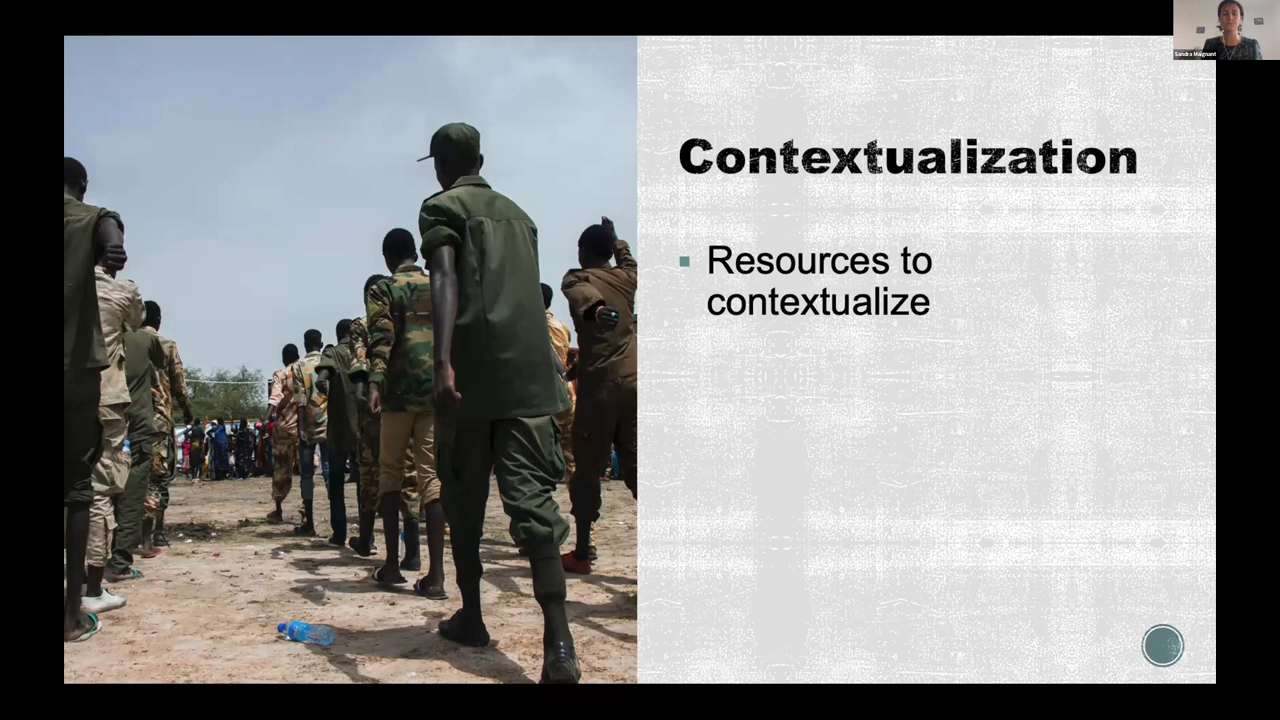 Sandra Maignant
Contextualization
Resources to
contextualize